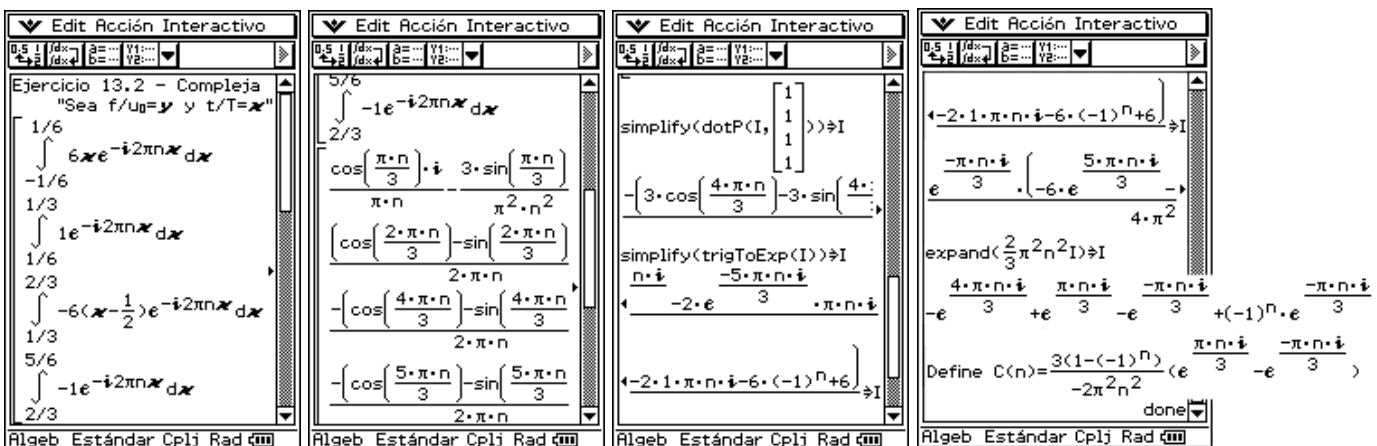 Edit Acción Interactivo
Ejercicio 13.2 - Compleja
"Sea f/u₀=y y t/T=x"
1/6
∫ 6xe^(-i2πnx)dx
-1/6
1/3
∫ 1e^(-i2πnx)dx
1/6
2/3
∫ -6(x-1/2)e^(-i2πnx)dx
1/3
5/6
∫ -1e^(-i2πnx)dx
2/3
Algeb Estándar Cplj Rad
Edit Acción Interactivo
5/6
∫ -1e^(-i2πnx)dx
2/3
cos(π·n/3)·i/(π·n) - 3·sin(π·n/3)/(π²·n²)
(cos(2·π·n/3)-sin(2·π·n/3)
2·π·n
-(cos(4·π·n/3)-sin(4·π·n/3)
2·π·n
-(cos(5·π·n/3)-sin(5·π·n/3)
2·π·n
Algeb Estándar Cplj Rad
Edit Acción Interactivo
simplify(dotP(I,[1 1 1 1]))⇒I
-(3·cos(4·π·n/3)-3·sin(4·
simplify(trigToExp(I))⇒I
n·i -2·e^(-5·π·n·i/3)·π·n·i
-2·1·π·n·i-6·(-1)^n+6)⇒I
Algeb Estándar Cplj Rad
Edit Acción Interactivo
-2·1·π·n·i-6·(-1)^n+6)⇒I
e^(-π·n·i/3)·(-6·e^(5·π·n·i/3)-
4·π²
expand(2/3π²n²I)⇒I
-e^(4·π·n·i/3)+e^(π·n·i/3)-e^(-π·n·i/3)+(-1)^n·e^(-π·n·i/3)
Define C(n)=3(1-(-1)^n)/(-2π²n²)(e^(π·n·i/3)-e^(-π·n·i/3))
done
Algeb Estándar Cplj Rad